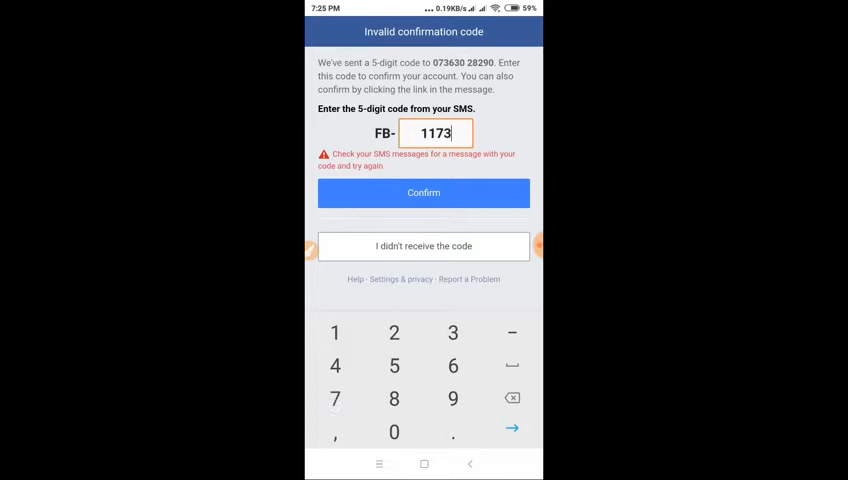 7:25 PM ... 0.19KB/s 59%
Invalid confirmation code
We've sent a 5-digit code to 073630 28290. Enter
this code to confirm your account. You can also
confirm by clicking the link in the message.
Enter the 5-digit code from your SMS.
FB- 1173
Check your SMS messages for a message with your
code and try again.
Confirm
I didn't receive the code
Help · Settings & privacy · Report a Problem
1 2 3 –
4 5 6
7 8 9
, 0 .